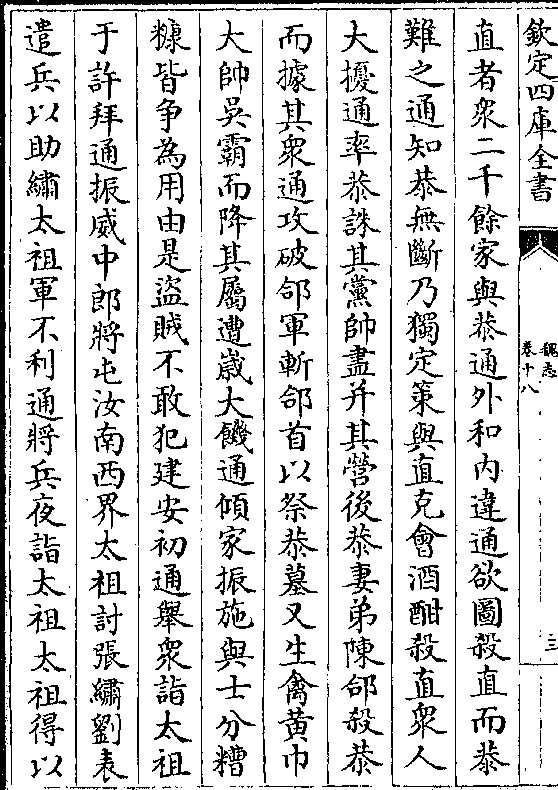 欽定四庫全書
魏志
卷十八
三
直者衆二千餘家與恭通外和内違通欲圖殺直而恭
難之通知恭無斷乃獨定策與直克會酒酣殺直衆人
大擾通率恭誅其黨帥盡并其營後恭妻弟陳郃殺恭
而據其衆通攻破郃軍斬郃首以祭恭墓又生禽黄巾
大帥吳霸而降其屬遭嵗大饑通傾家振施與士分糟
糠皆爭為用由是盗賊不敢犯建安初通舉衆詣太祖
于許拜通振威中郎將屯汝南西界太祖討張繡劉表
遣兵以助繡太祖軍不利通將兵夜詣太祖太祖得以